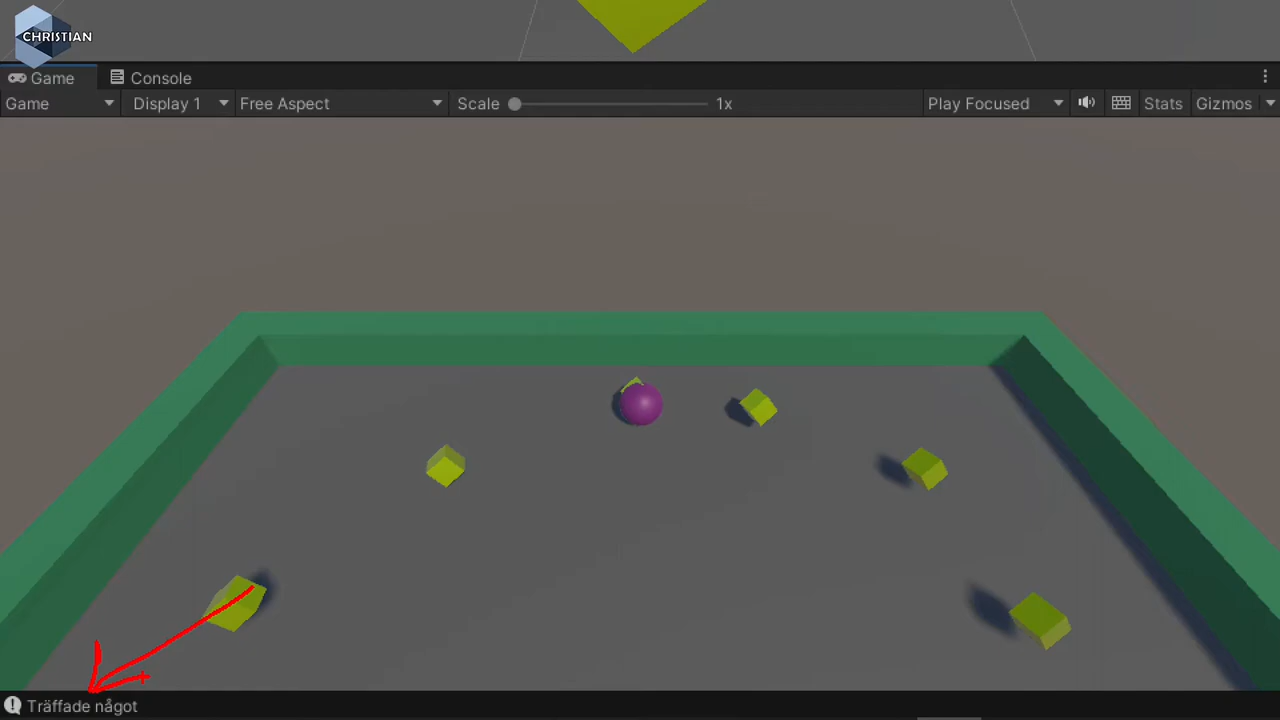 CHRISTIAN
Game Console
Game Display 1 Free Aspect Scale 1x Play Focused Stats Gizmos
Träffade något